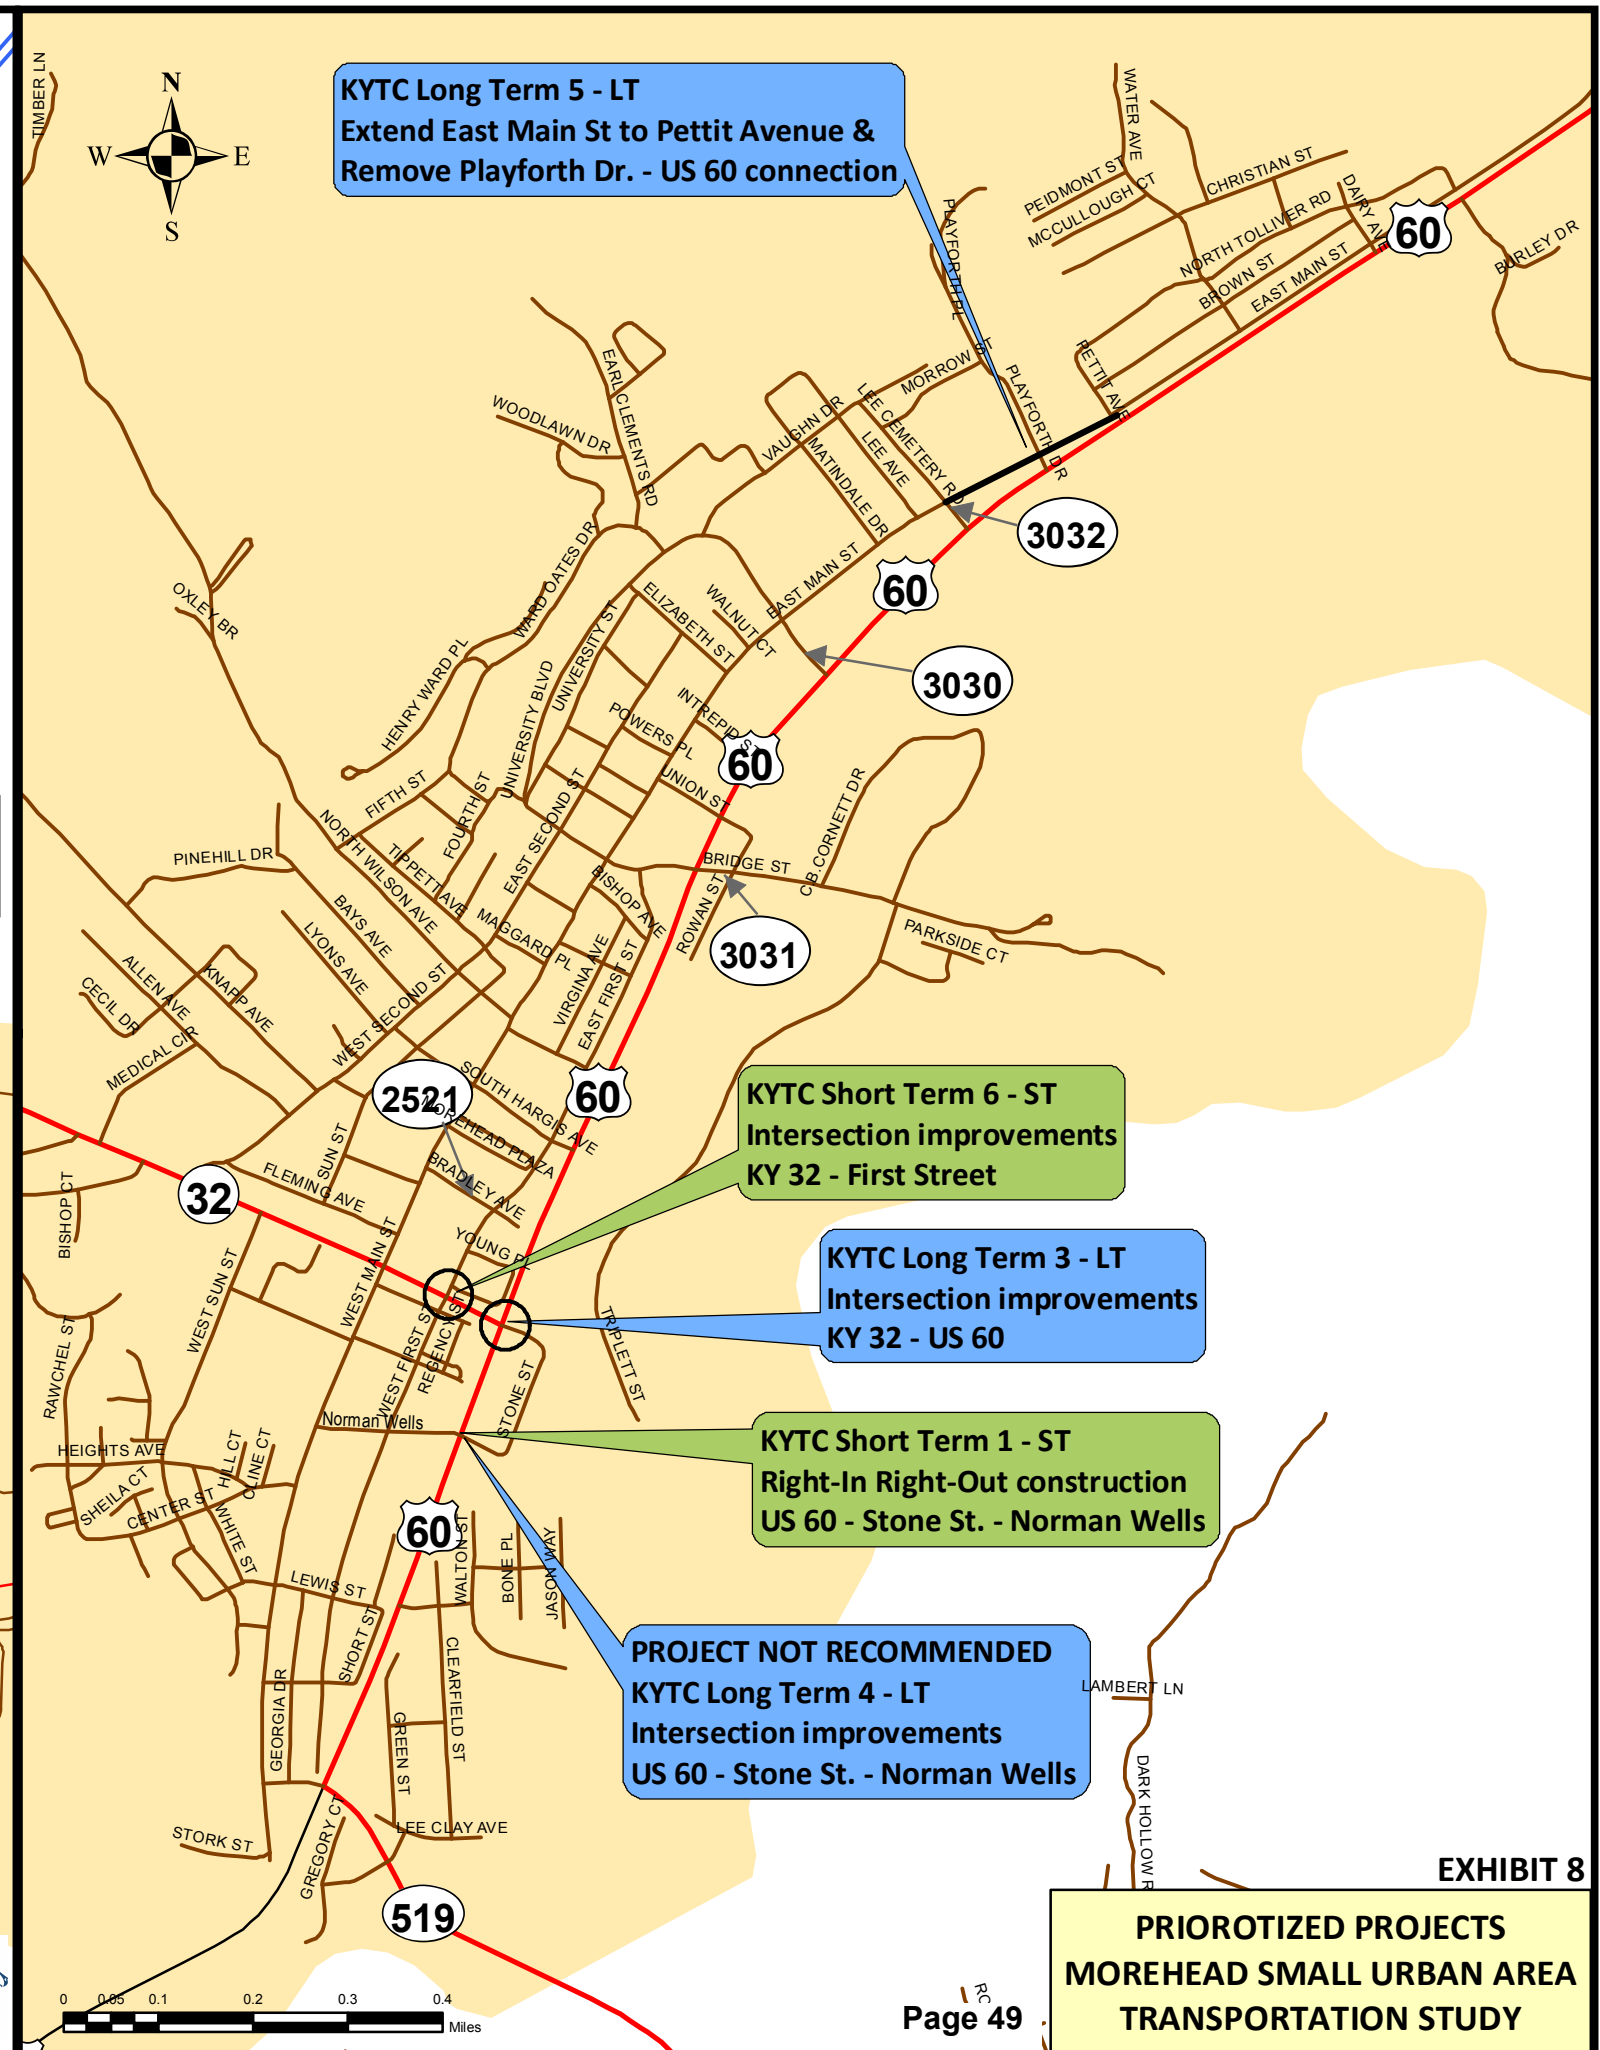 TIMBER LN
N
W
E
S
KYTC Long Term 5 - LT
Extend East Main St to Pettit Avenue &
Remove Playforth Dr. - US 60 connection
WATER AVE
PEIDMONT ST
MCCULLOUGH CT
CHRISTIAN ST
NORTH TOLLIVER RD
DAIRY AVE
60
BURLEY DR
BROWN ST
EAST MAIN ST
PLAYFORTH PL
MORROW ST
PLAYFORTH DR
PETTIT AVE
EARL CLEMENTS RD
WOODLAWN DR
VAUGHN DR
LEE CEMETERY RD
LEE AVE
MATINDALE DR
3032
60
EAST MAIN ST
WARD OATES DR
OXLEY BR
ELIZABETH ST
WALNUT CT
UNIVERSITY ST
HENRY WARD PL
UNIVERSITY BLVD
3030
INTREPID ST
POWERS PL
60
UNION ST
C.B.CORNETT DR
FIFTH ST
FOURTH ST
EAST SECOND ST
NORTH WILSON AVE
TIPPETT AVE
PINEHILL DR
BRIDGE ST
BISHOP AVE
ROWAN ST
3031
PARKSIDE CT
BAYS AVE
LYONS AVE
MAGGARD PL
VIRGINA AVE
EAST FIRST ST
ALLEN AVE
KNAPP AVE
CECIL DR
MEDICAL CIR
WEST SECOND ST
2521
60
SOUTH HARGIS AVE
MOREHEAD PLAZA
KYTC Short Term 6 - ST
Intersection improvements
KY 32 - First Street
SUN ST
FLEMING AVE
BRADLEY AVE
32
BISHOP CT
YOUNG PL
WEST SUN ST
WEST MAIN ST
KYTC Long Term 3 - LT
Intersection improvements
KY 32 - US 60
WEST FIRST ST
REGENCY ST
TRIPLETT ST
RAWCHEL ST
STONE ST
Norman Wells
KYTC Short Term 1 - ST
Right-In Right-Out construction
US 60 - Stone St. - Norman Wells
HEIGHTS AVE
HILL CT
CLINE CT
SHEILA CT
CENTER ST
WHITE ST
60
WALTON ST
BONE PL
JASON WAY
LEWIS ST
SHORT ST
PROJECT NOT RECOMMENDED
KYTC Long Term 4 - LT
Intersection improvements
US 60 - Stone St. - Norman Wells
CLEARFIELD ST
GEORGIA DR
GREEN ST
LAMBERT LN
DARK HOLLOW R
STORK ST
GREGORY CT
LEE CLAY AVE
519
EXHIBIT 8
PRIOROTIZED PROJECTS
MOREHEAD SMALL URBAN AREA
TRANSPORTATION STUDY
RO
0 0.05 0.1 0.2 0.3 0.4
Miles
Page 49